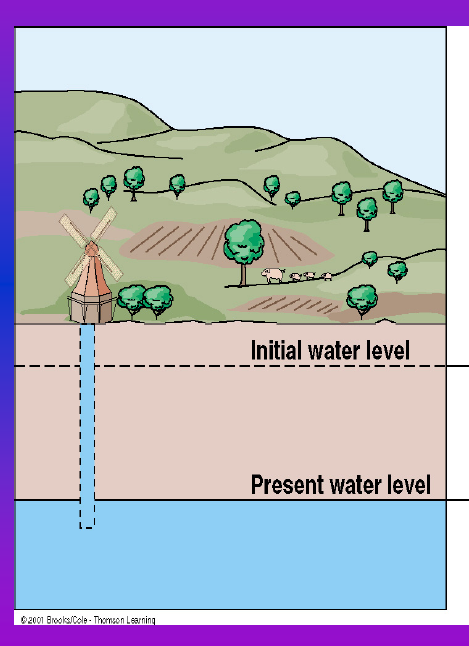 Initial water level
Present water level
© 2001 Brooks/Cole - Thomson Learning